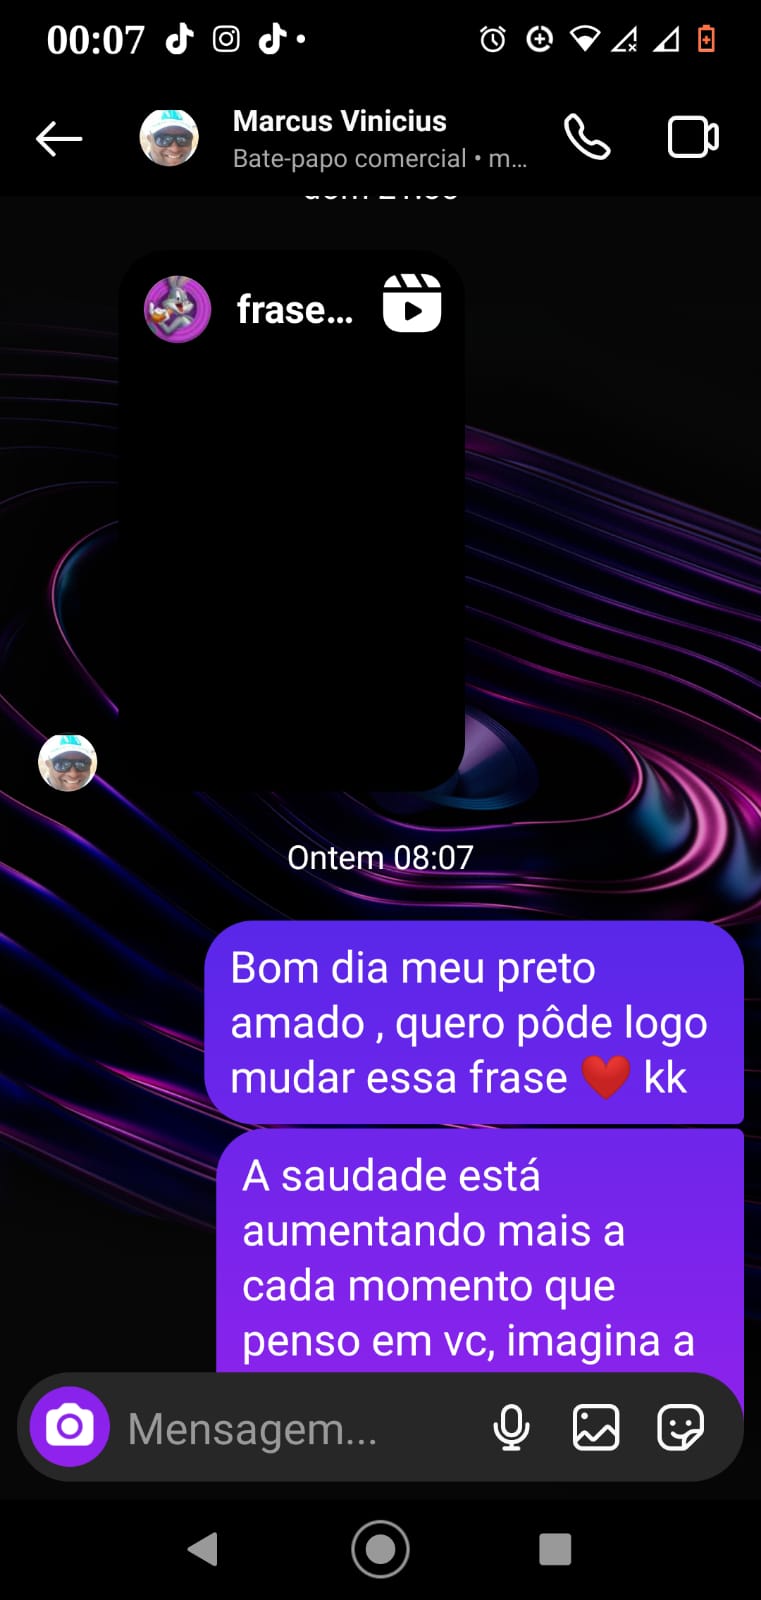 00:07
Marcus Vinicius
Bate-papo comercial • m...
frase...
Ontem 08:07
Bom dia meu preto
amado , quero pôde logo
mudar essa frase ❤️ kk
A saudade está
aumentando mais a
cada momento que
penso em vc, imagina a
Mensagem...